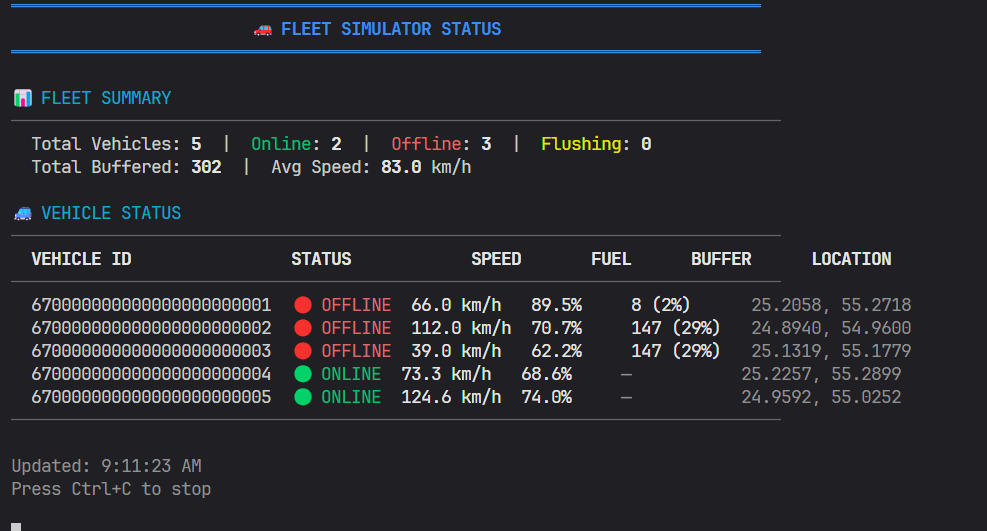 FLEET SIMULATOR STATUS
FLEET SUMMARY
Total Vehicles: 5 | Online: 2 | Offline: 3 | Flushing: 0
Total Buffered: 302 | Avg Speed: 83.0 km/h
VEHICLE STATUS
VEHICLE ID STATUS SPEED FUEL BUFFER LOCATION
670000000000000000000001 OFFLINE 66.0 km/h 89.5% 8 (2%) 25.2058, 55.2718
670000000000000000000002 OFFLINE 112.0 km/h 70.7% 147 (29%) 24.8940, 54.9600
670000000000000000000003 OFFLINE 39.0 km/h 62.2% 147 (29%) 25.1319, 55.1779
670000000000000000000004 ONLINE 73.3 km/h 68.6% — 25.2257, 55.2899
670000000000000000000005 ONLINE 124.6 km/h 74.0% — 24.9592, 55.0252
Updated: 9:11:23 AM
Press Ctrl+C to stop